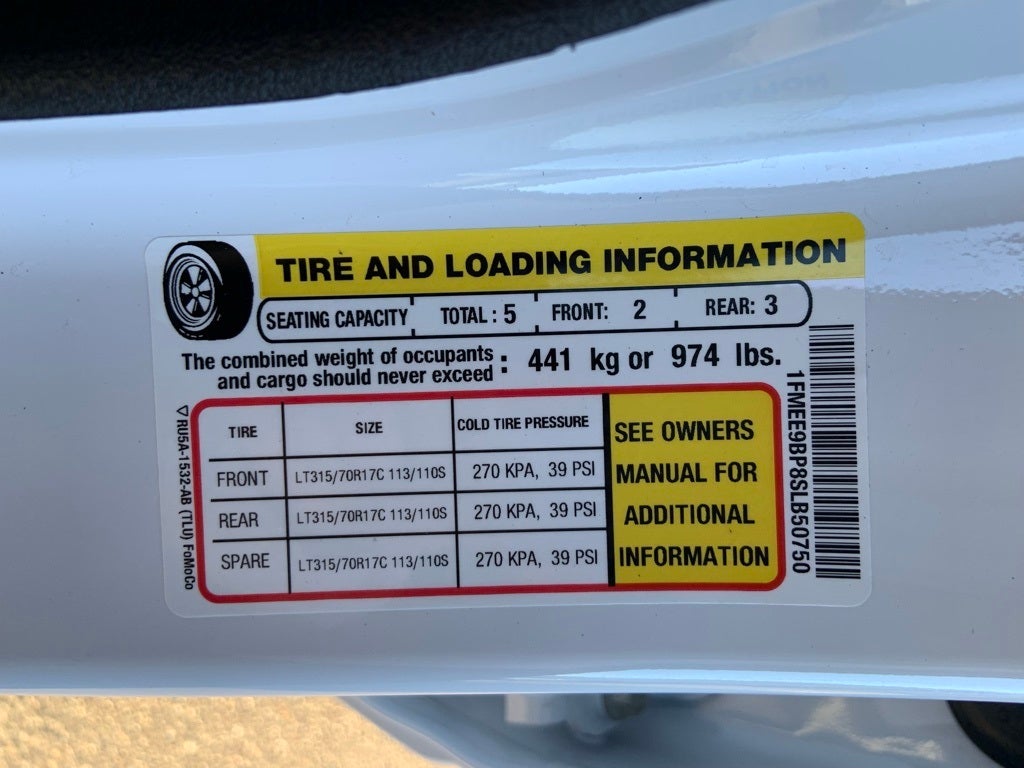 TIRE AND LOADING INFORMATION
SEATING CAPACITY TOTAL : 5 FRONT: 2 REAR: 3
The combined weight of occupants
and cargo should never exceed : 441 kg or 974 lbs.
TIRE SIZE COLD TIRE PRESSURE
FRONT LT315/70R17C 113/110S 270 KPA, 39 PSI
REAR LT315/70R17C 113/110S 270 KPA, 39 PSI
SPARE LT315/70R17C 113/110S 270 KPA, 39 PSI
SEE OWNERS
MANUAL FOR
ADDITIONAL
INFORMATION
1FMEE9BP8SLB50750
▽RU5A-1532-AB (TLU) FoMoCo